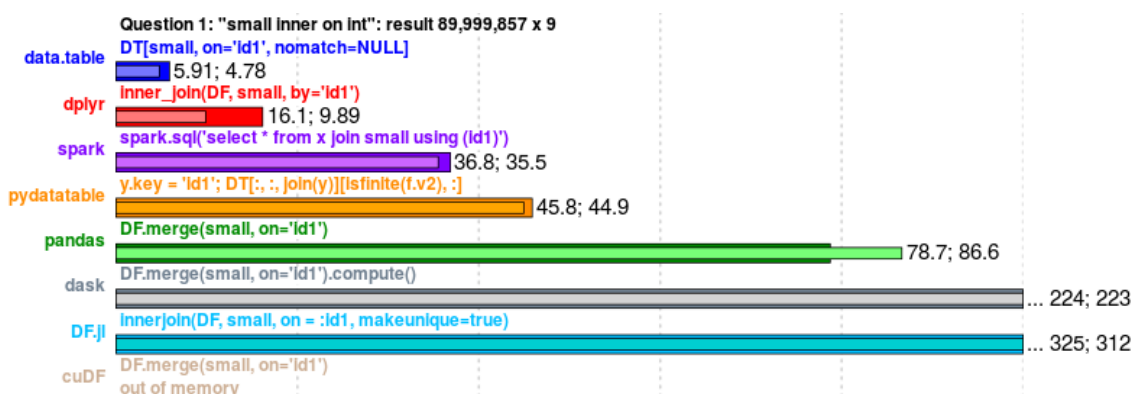 Question 1: "small inner on int": result 89,999,857 x 9
DT[small, on='id1', nomatch=NULL]
data.table
5.91; 4.78
inner_join(DF, small, by='id1')
dplyr
16.1; 9.89
spark.sql('select * from x join small using (id1)')
spark
36.8; 35.5
y.key = 'id1'; DT[:, :, join(y)][isfinite(f.v2), :]
pydatatable
45.8; 44.9
DF.merge(small, on='id1')
pandas
78.7; 86.6
DF.merge(small, on='id1').compute()
dask
... 224; 223
innerjoin(DF, small, on = :id1, makeunique=true)
DF.jl
... 325; 312
DF.merge(small, on='id1')
cuDF
out of memory